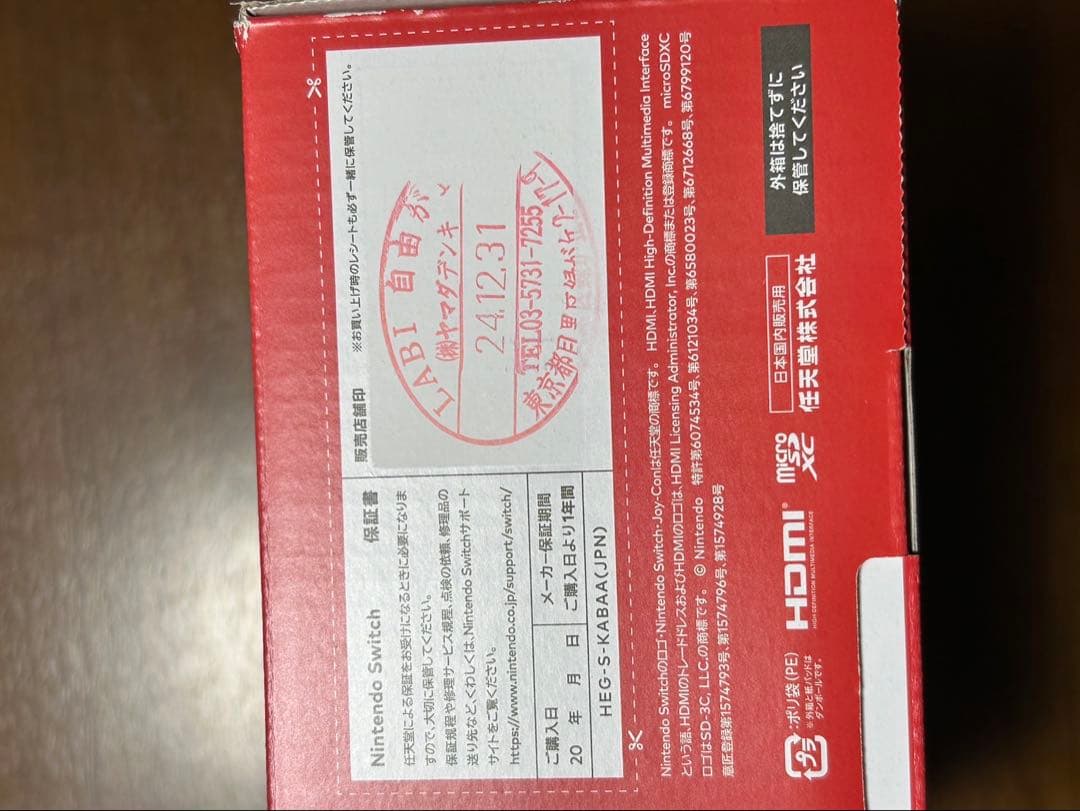 Nintendo Switch 保証書
任天堂による保証をお受けになるときに必要になりま
すので、大切に保管してください。
保証規程や修理サービス規程、点検の依頼、修理品の
送り先など、くわしくは、Nintendo Switchサポート
サイトをご覧ください。
https://www.nintendo.co.jp/support/switch/
ご購入日
20 年 月 日
メーカー保証期間
ご購入日より1年間
HEG-S-KABAA(JPN)
販売店舗印
※お買い上げ時のレシートも必ず一緒に保管してください。
LABI 自由が
㈱ヤマダデンキ
24.12.31
TEL03-5731-7255
東京都目黒区
Nintendo Switchのロゴ・Nintendo Switch・Joy-Conは任天堂の商標です。 HDMI、HDMI High-Definition Multimedia Interface
という語、HDMIのトレードドレスおよびHDMIのロゴは、HDMI Licensing Administrator, Inc.の商標または登録商標です。 microSDXC
ロゴはSD-3C, LLC.の商標です。 © Nintendo 特許第6074534号、第6121034号、第6580023号、第6712668号、第6799120号
意匠登録第1574793号、第1574796号、第1574928号
プラ
:ポリ袋(PE)
※外箱と紙パッドは
ダンボールです。
HDMI®
HIGH DEFINITION MULTIMEDIA INTERFACE
micro
SD
XC
日本国内販売用
任天堂株式会社
外箱は捨てずに
保管してください